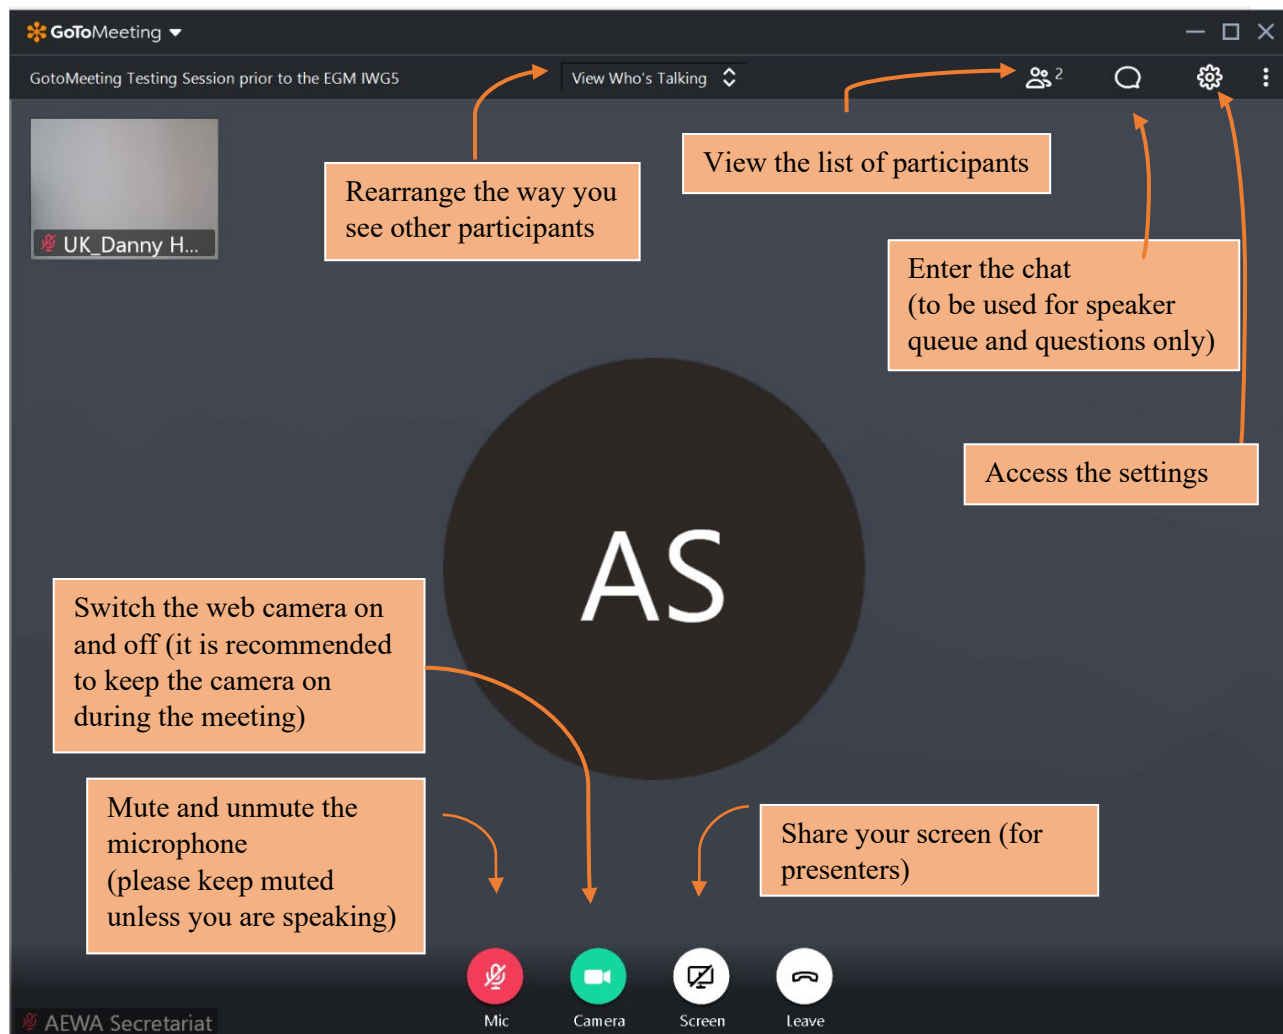 GoToMeeting
GotoMeeting Testing Session prior to the EGM IWG5
View Who's Talking
2
View the list of participants
Rearrange the way you
see other participants
UK_Danny H...
Enter the chat
(to be used for speaker
queue and questions only)
Access the settings
AS
Switch the web camera on
and off (it is recommended
to keep the camera on
during the meeting)
Mute and unmute the
microphone
(please keep muted
unless you are speaking)
Share your screen (for
presenters)
Mic
Camera
Screen
Leave
AEWA Secretariat